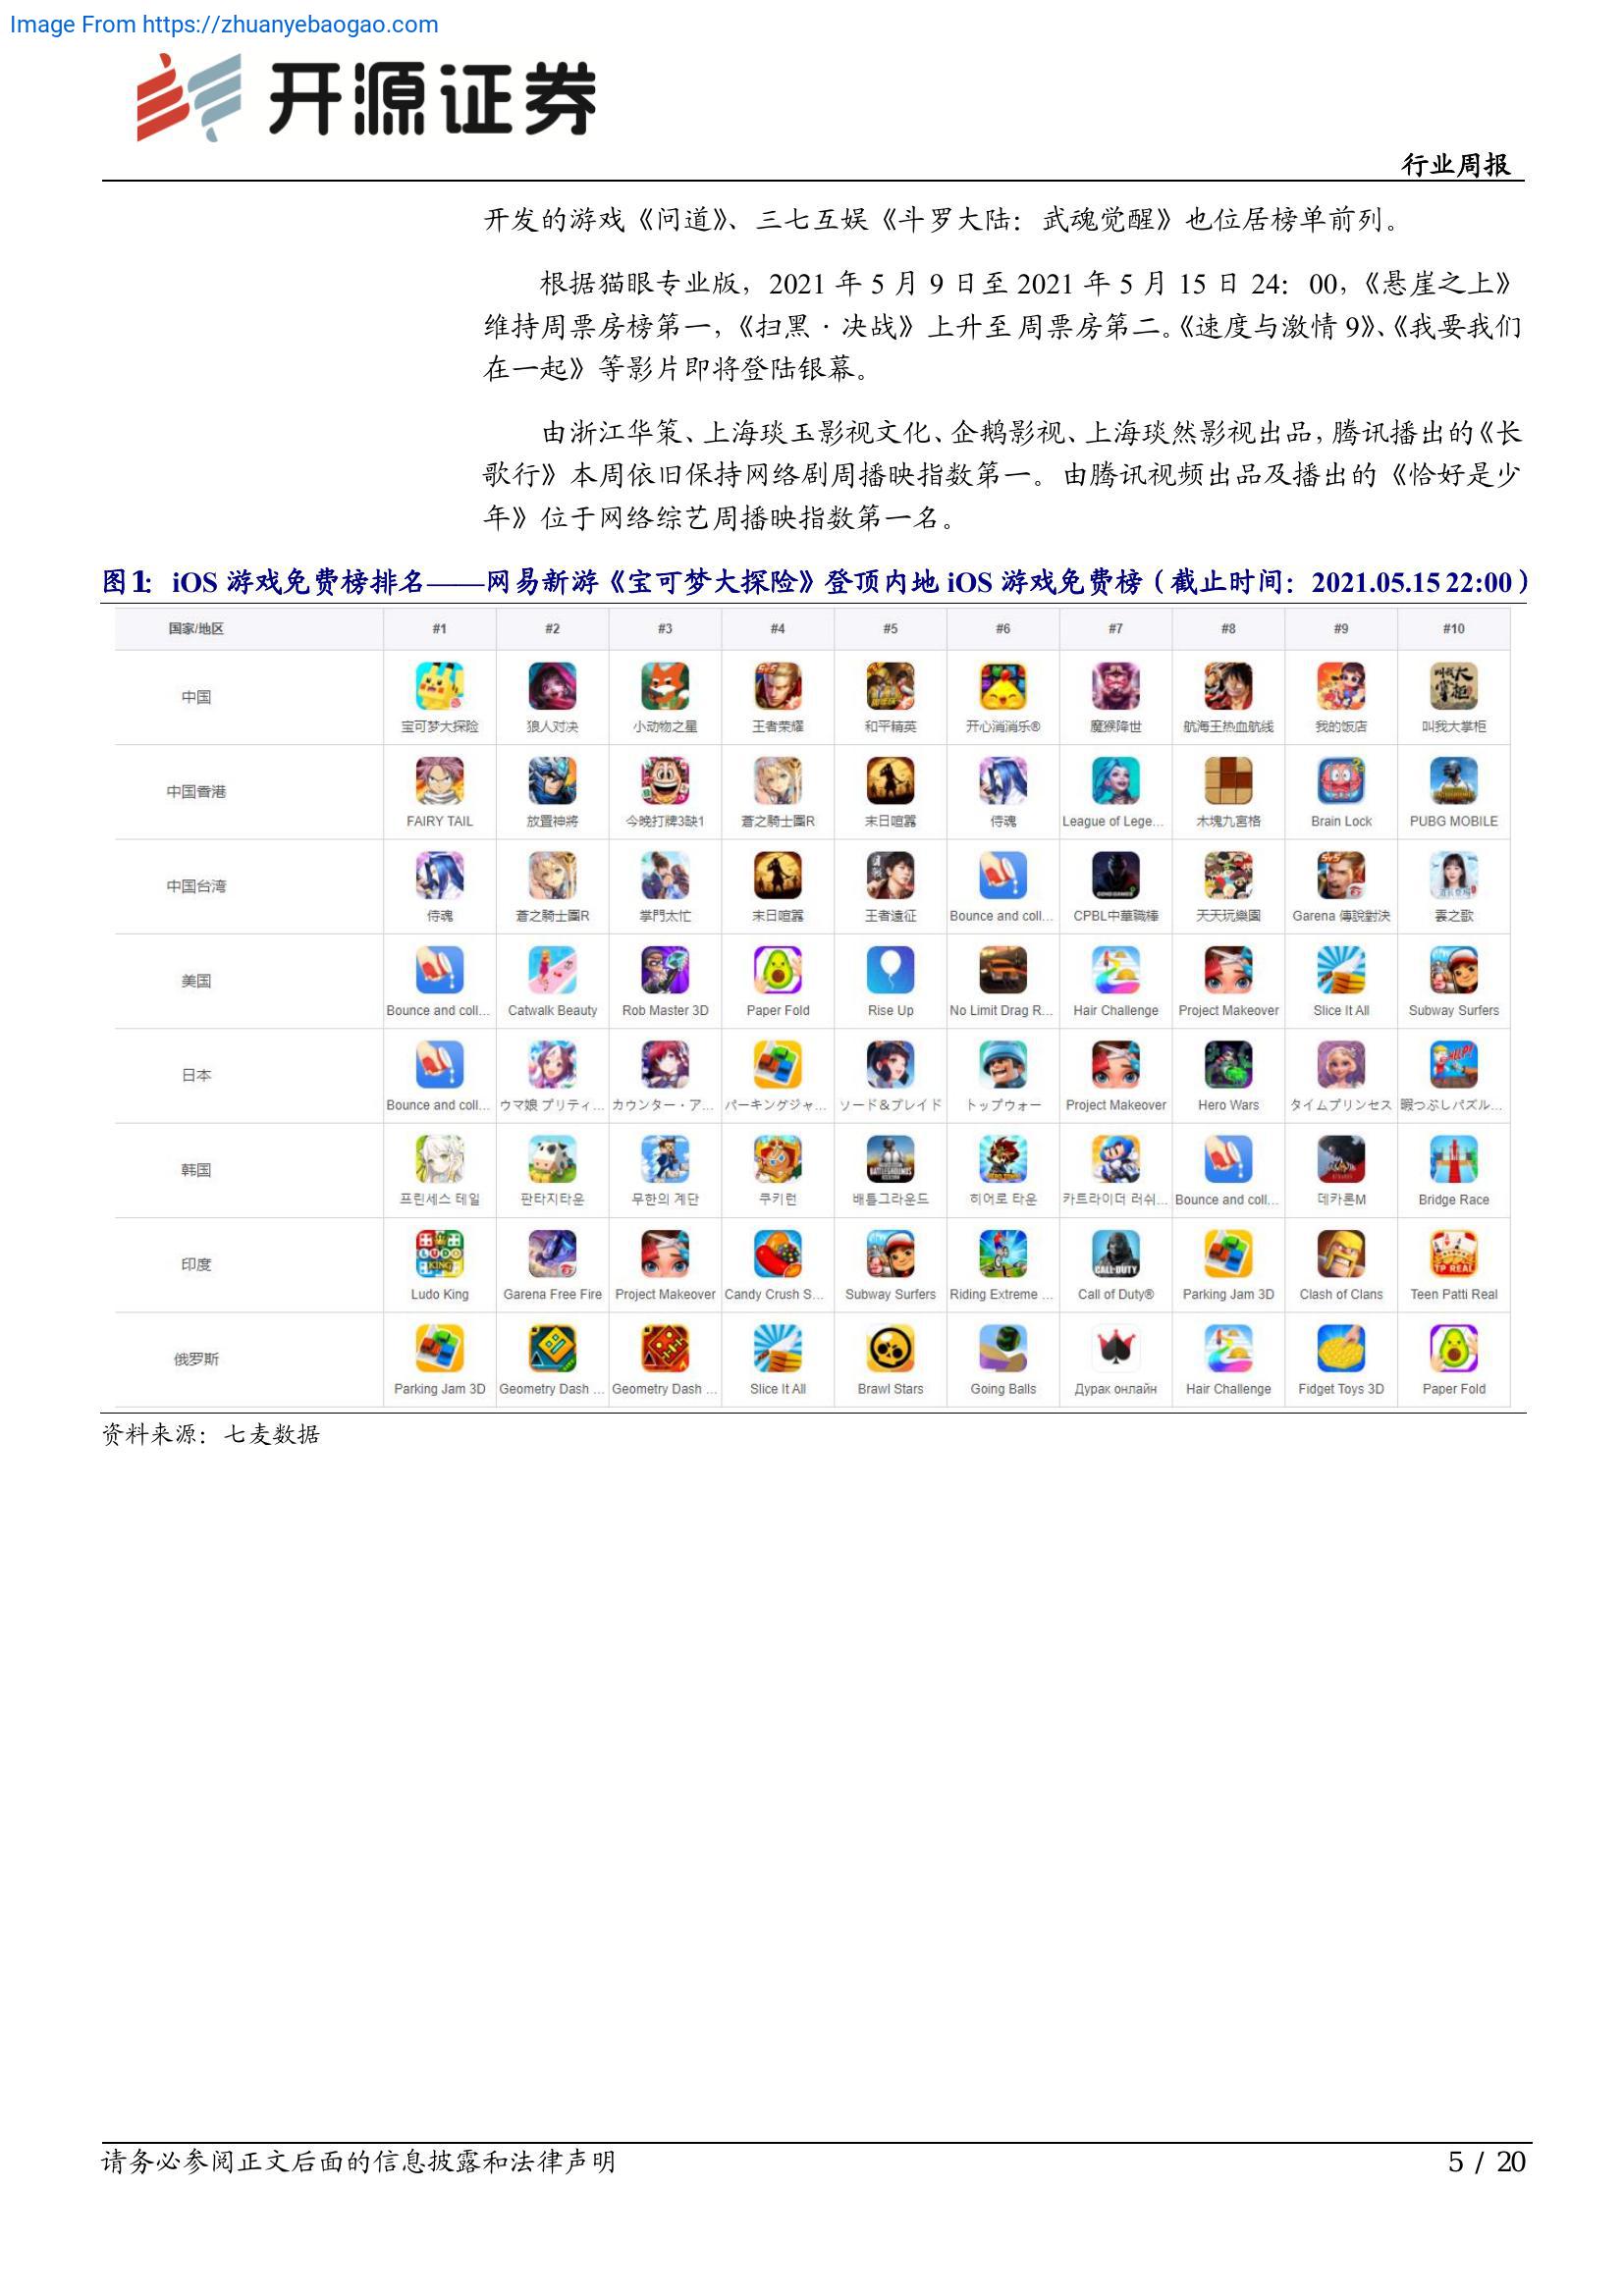 Image From https://zhuanyebaogao.com
开源证券
行业周报
开发的游戏《问道》、三七互娱《斗罗大陆：武魂觉醒》也位居榜单前列。
根据猫眼专业版，2021 年 5 月 9 日至 2021 年 5 月 15 日 24：00，《悬崖之上》
维持周票房榜第一，《扫黑·决战》上升至周票房第二。《速度与激情 9》、《我要我们
在一起》等影片即将登陆银幕。
由浙江华策、上海琰玉影视文化、企鹅影视、上海琰然影视出品，腾讯播出的《长
歌行》本周依旧保持网络剧周播映指数第一。由腾讯视频出品及播出的《恰好是少
年》位于网络综艺周播映指数第一名。
图1：iOS 游戏免费榜排名——网易新游《宝可梦大探险》登顶内地 iOS 游戏免费榜（截止时间：2021.05.15 22:00）
国家/地区 #1 #2 #3 #4 #5 #6 #7 #8 #9 #10
中国 宝可梦大探险 狼人对决 小动物之星 王者荣耀 和平精英 开心消消乐® 魔猴降世 航海王热血航线 我的饭店 叫我大掌柜
中国香港 FAIRY TAIL 放置神將 今晚打牌3缺1 蒼之騎士團R 末日喧囂 侍魂 League of Lege... 木塊九宮格 Brain Lock PUBG MOBILE
中国台湾 侍魂 蒼之騎士團R 掌門太忙 末日喧囂 王者遠征 Bounce and coll... CPBL中華職棒 天天玩樂園 Garena 傳說對決 雲之歌
美国 Bounce and coll... Catwalk Beauty Rob Master 3D Paper Fold Rise Up No Limit Drag R... Hair Challenge Project Makeover Slice It All Subway Surfers
日本 Bounce and coll... ウマ娘 プリティ... カウンター・ア... パーキングジャ... ソード＆ブレイド トップウォー Project Makeover Hero Wars タイムプリンセス 暇つぶしパズル...
韩国 프린세스 테일 판타지타운 무한의 계단 쿠키런 배틀그라운드 히어로 타운 카트라이더 러쉬... Bounce and coll... 데카론M Bridge Race
印度 Ludo King Garena Free Fire Project Makeover Candy Crush S... Subway Surfers Riding Extreme ... Call of Duty® Parking Jam 3D Clash of Clans Teen Patti Real
俄罗斯 Parking Jam 3D Geometry Dash ... Geometry Dash ... Slice It All Brawl Stars Going Balls Дурак онлайн Hair Challenge Fidget Toys 3D Paper Fold
资料来源：七麦数据
请务必参阅正文后面的信息披露和法律声明
5 / 20